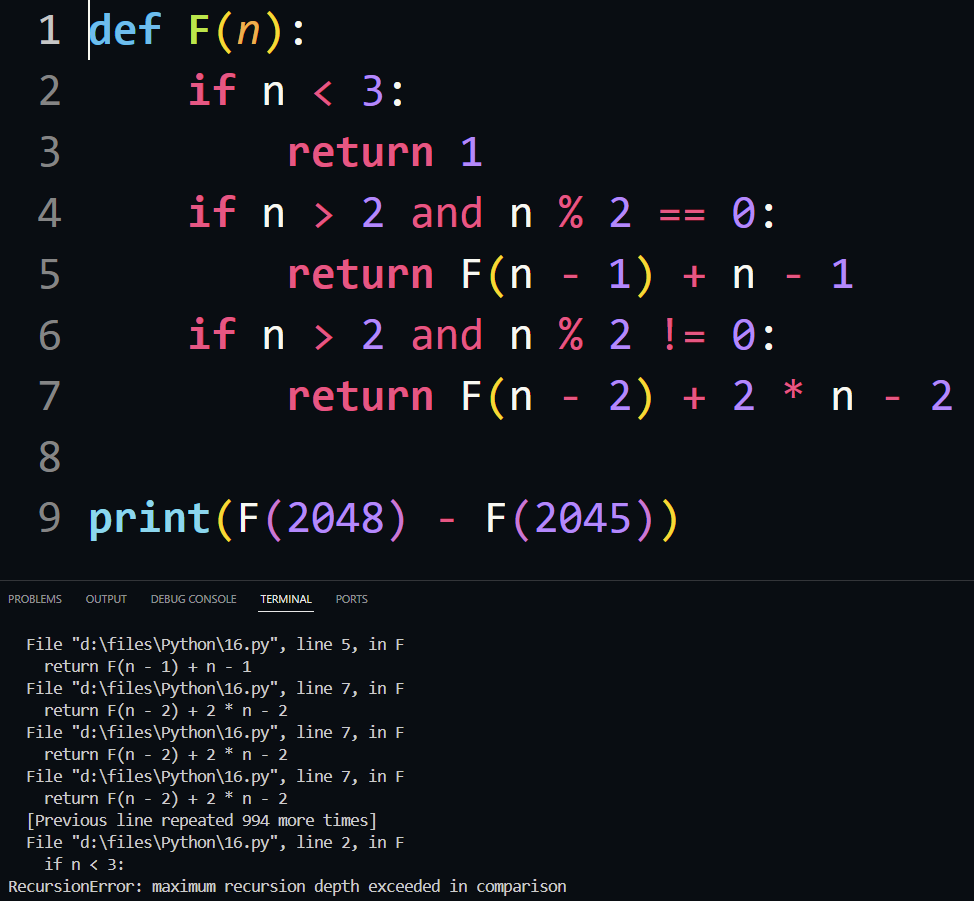 1 def F(n):
2     if n < 3:
3         return 1
4     if n > 2 and n % 2 == 0:
5         return F(n - 1) + n - 1
6     if n > 2 and n % 2 != 0:
7         return F(n - 2) + 2 * n - 2
8
9 print(F(2048) - F(2045))
PROBLEMS OUTPUT DEBUG CONSOLE TERMINAL PORTS
  File "d:\files\Python\16.py", line 5, in F
    return F(n - 1) + n - 1
  File "d:\files\Python\16.py", line 7, in F
    return F(n - 2) + 2 * n - 2
  File "d:\files\Python\16.py", line 7, in F
    return F(n - 2) + 2 * n - 2
  File "d:\files\Python\16.py", line 7, in F
    return F(n - 2) + 2 * n - 2
  [Previous line repeated 994 more times]
  File "d:\files\Python\16.py", line 2, in F
    if n < 3:
RecursionError: maximum recursion depth exceeded in comparison